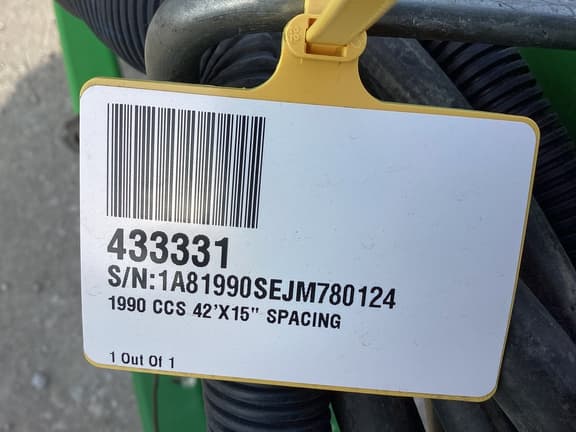 433331
S/N:1A81990SEJM780124
1990 CCS 42'X15" SPACING
1 Out Of 1